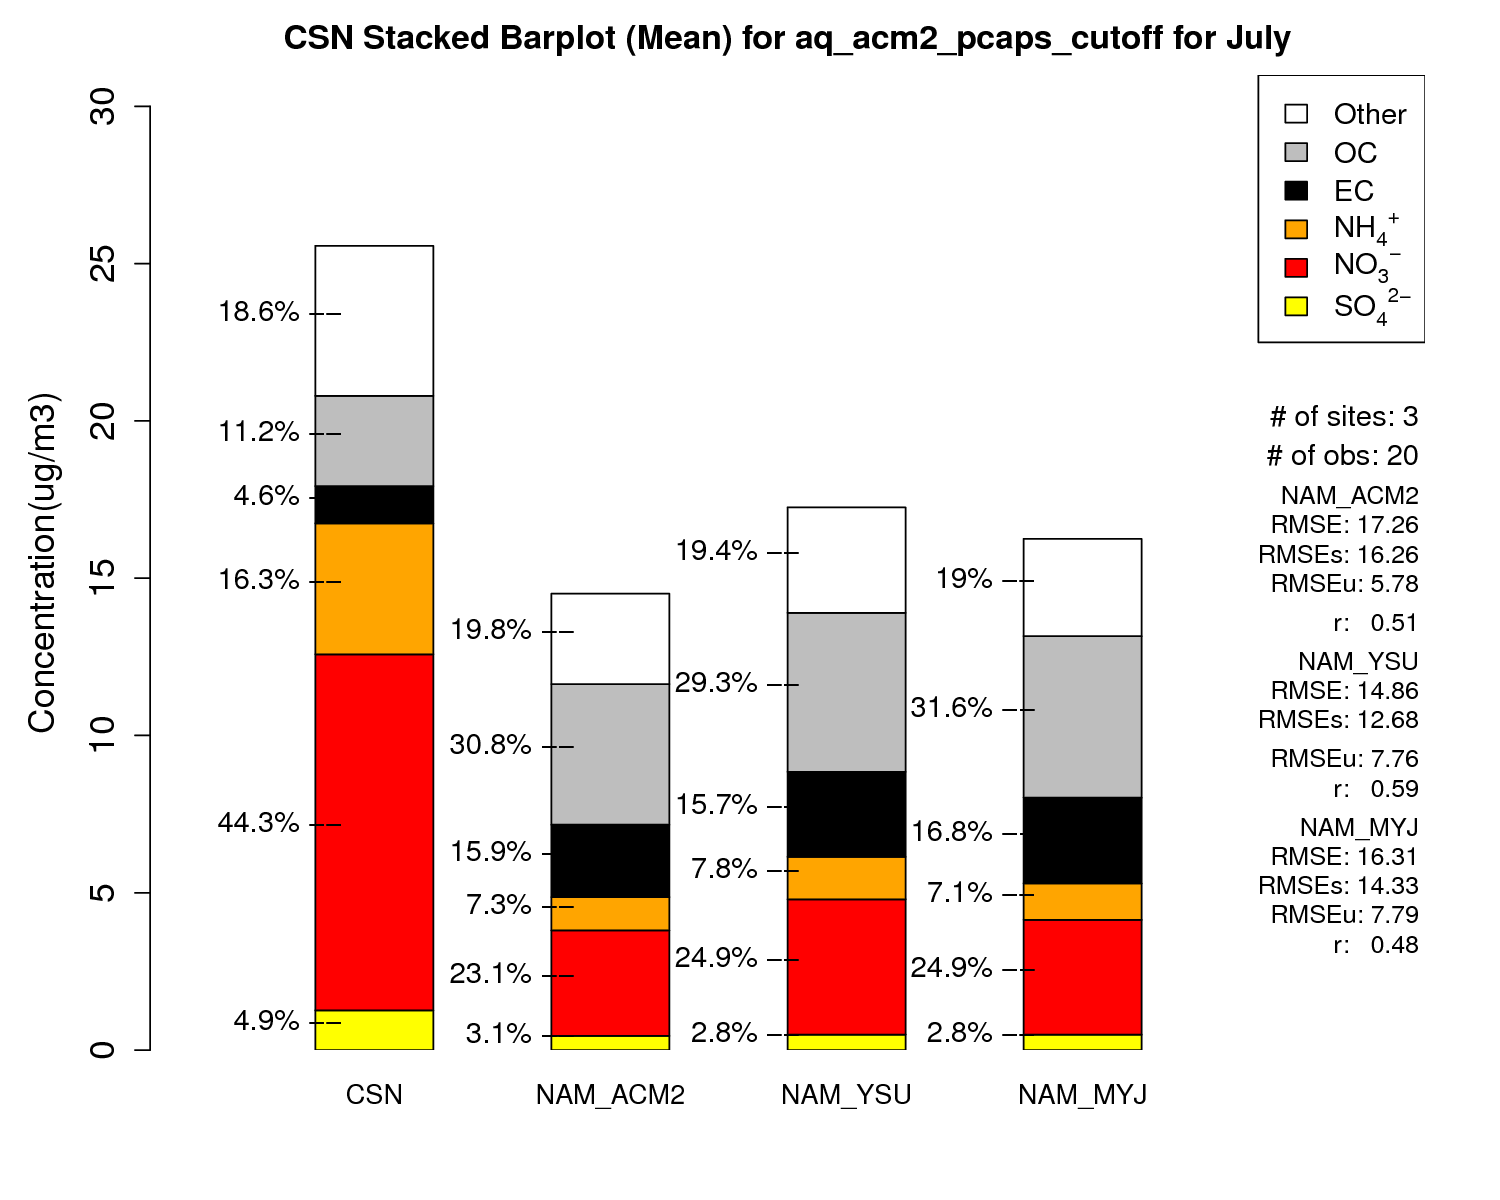 CSN Stacked Barplot (Mean) for aq_acm2_pcaps_cutoff for July
Concentration(ug/m3)
30
25
20
15
10
5
0
18.6%
11.2%
4.6%
16.3%
44.3%
4.9%
19.8%
30.8%
15.9%
7.3%
23.1%
3.1%
19.4%
29.3%
15.7%
7.8%
24.9%
2.8%
19%
31.6%
16.8%
7.1%
24.9%
2.8%
CSN
NAM_ACM2
NAM_YSU
NAM_MYJ
Other
OC
EC
NH₄⁺
NO₃⁻
SO₄²⁻
# of sites: 3
# of obs: 20
NAM_ACM2
RMSE: 17.26
RMSEs: 16.26
RMSEu: 5.78
r: 0.51
NAM_YSU
RMSE: 14.86
RMSEs: 12.68
RMSEu: 7.76
r: 0.59
NAM_MYJ
RMSE: 16.31
RMSEs: 14.33
RMSEu: 7.79
r: 0.48